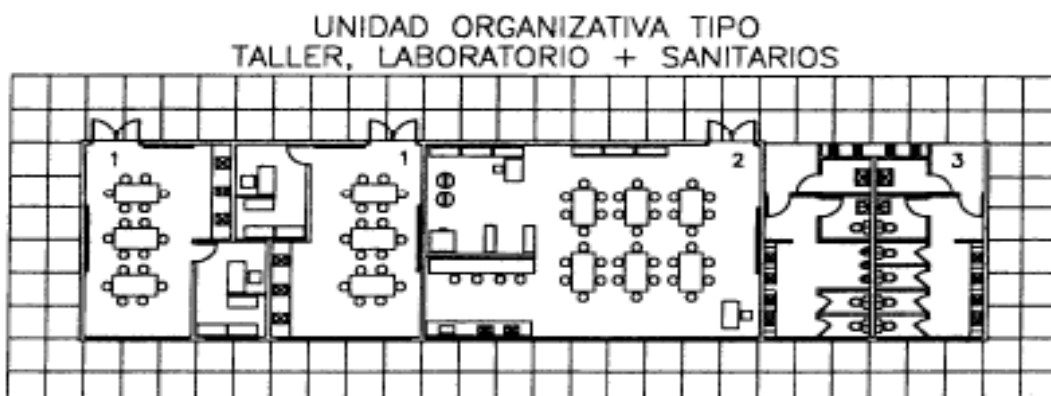 UNIDAD ORGANIZATIVA TIPO
TALLER, LABORATORIO + SANITARIOS
1 1 2 3